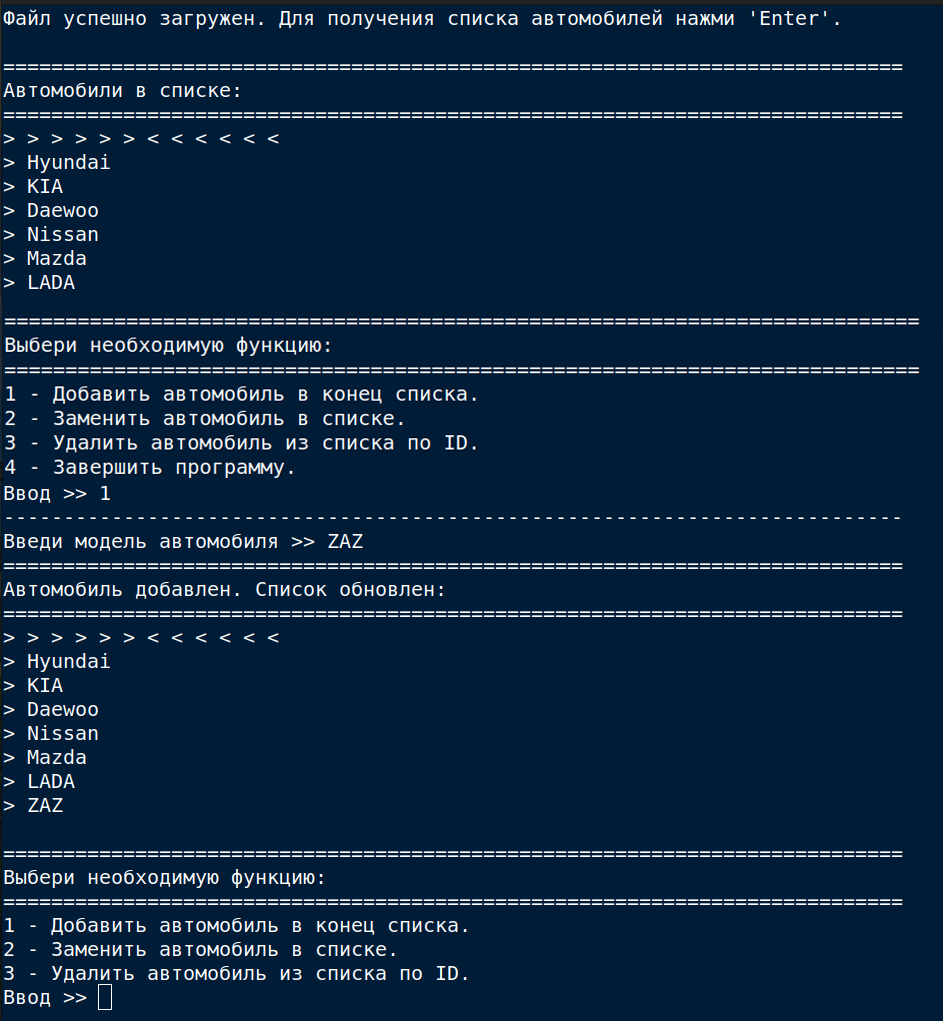 Файл успешно загружен. Для получения списка автомобилей нажми 'Enter'.
===========================================================================
Автомобили в списке:
===========================================================================
> > > > > > < < < < < <
> Hyundai
> KIA
> Daewoo
> Nissan
> Mazda
> LADA
===========================================================================
Выбери необходимую функцию:
===========================================================================
1 - Добавить автомобиль в конец списка.
2 - Заменить автомобиль в списке.
3 - Удалить автомобиль из списка по ID.
4 - Завершить программу.
Ввод >> 1
---------------------------------------------------------------------------
Введи модель автомобиля >> ZAZ
===========================================================================
Автомобиль добавлен. Список обновлен:
===========================================================================
> > > > > > < < < < < <
> Hyundai
> KIA
> Daewoo
> Nissan
> Mazda
> LADA
> ZAZ
===========================================================================
Выбери необходимую функцию:
===========================================================================
1 - Добавить автомобиль в конец списка.
2 - Заменить автомобиль в списке.
3 - Удалить автомобиль из списка по ID.
Ввод >>